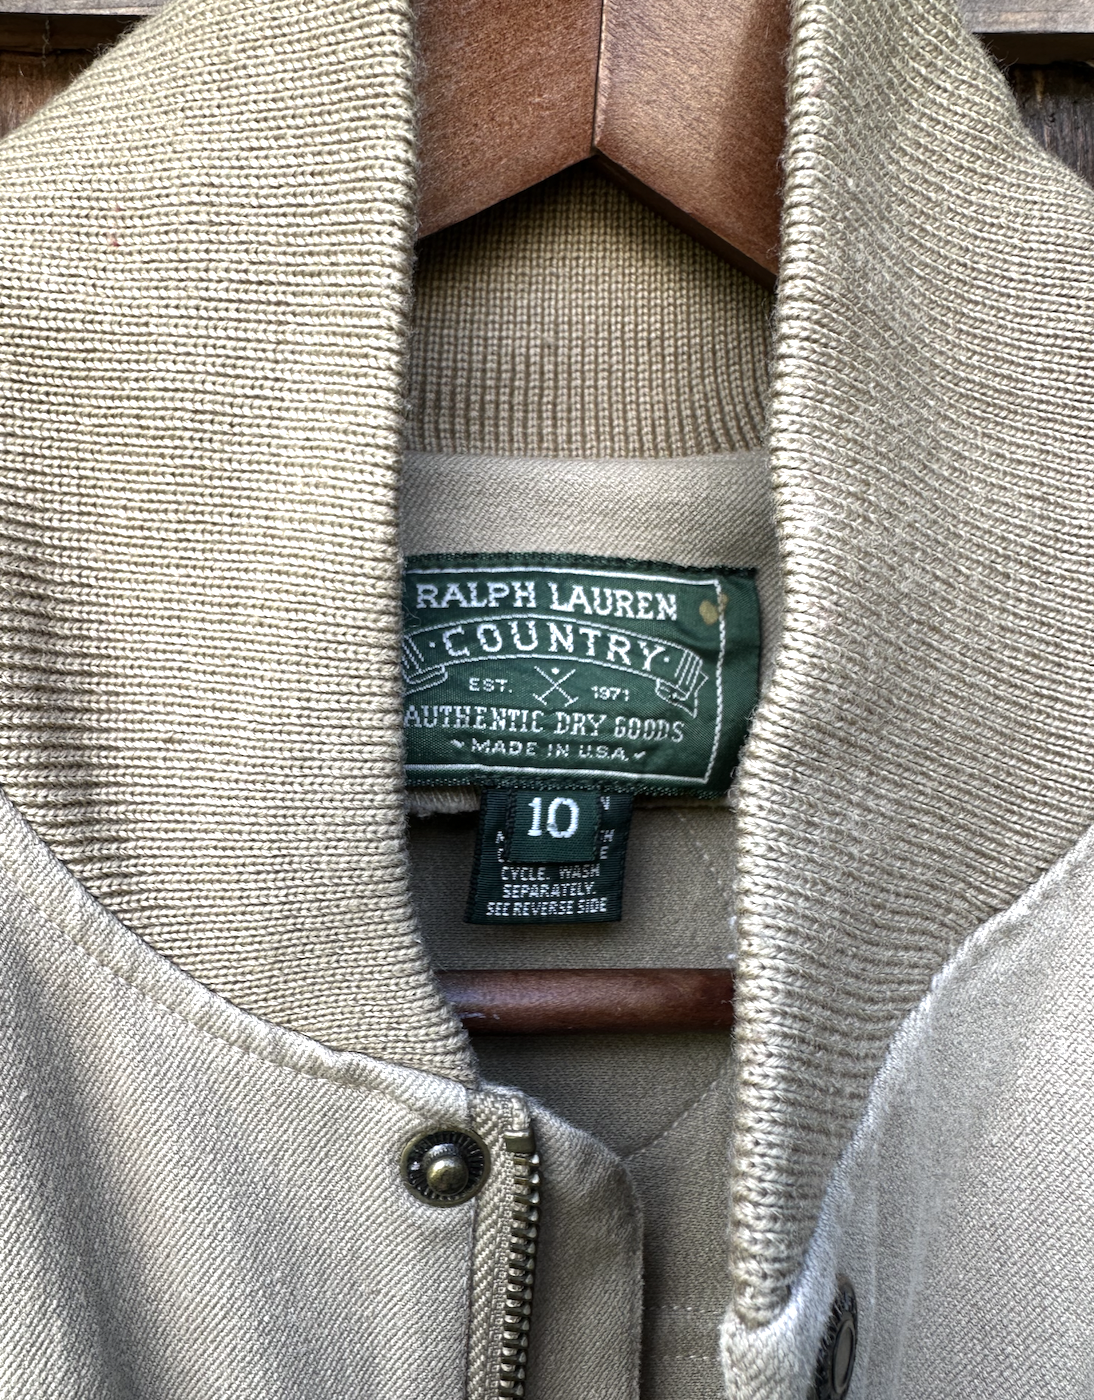 RALPH LAUREN
·COUNTRY·
EST. 1971
AUTHENTIC DRY GOODS
MADE IN U.S.A.
10
CYCLE. WASH
SEPARATELY.
SEE REVERSE SIDE